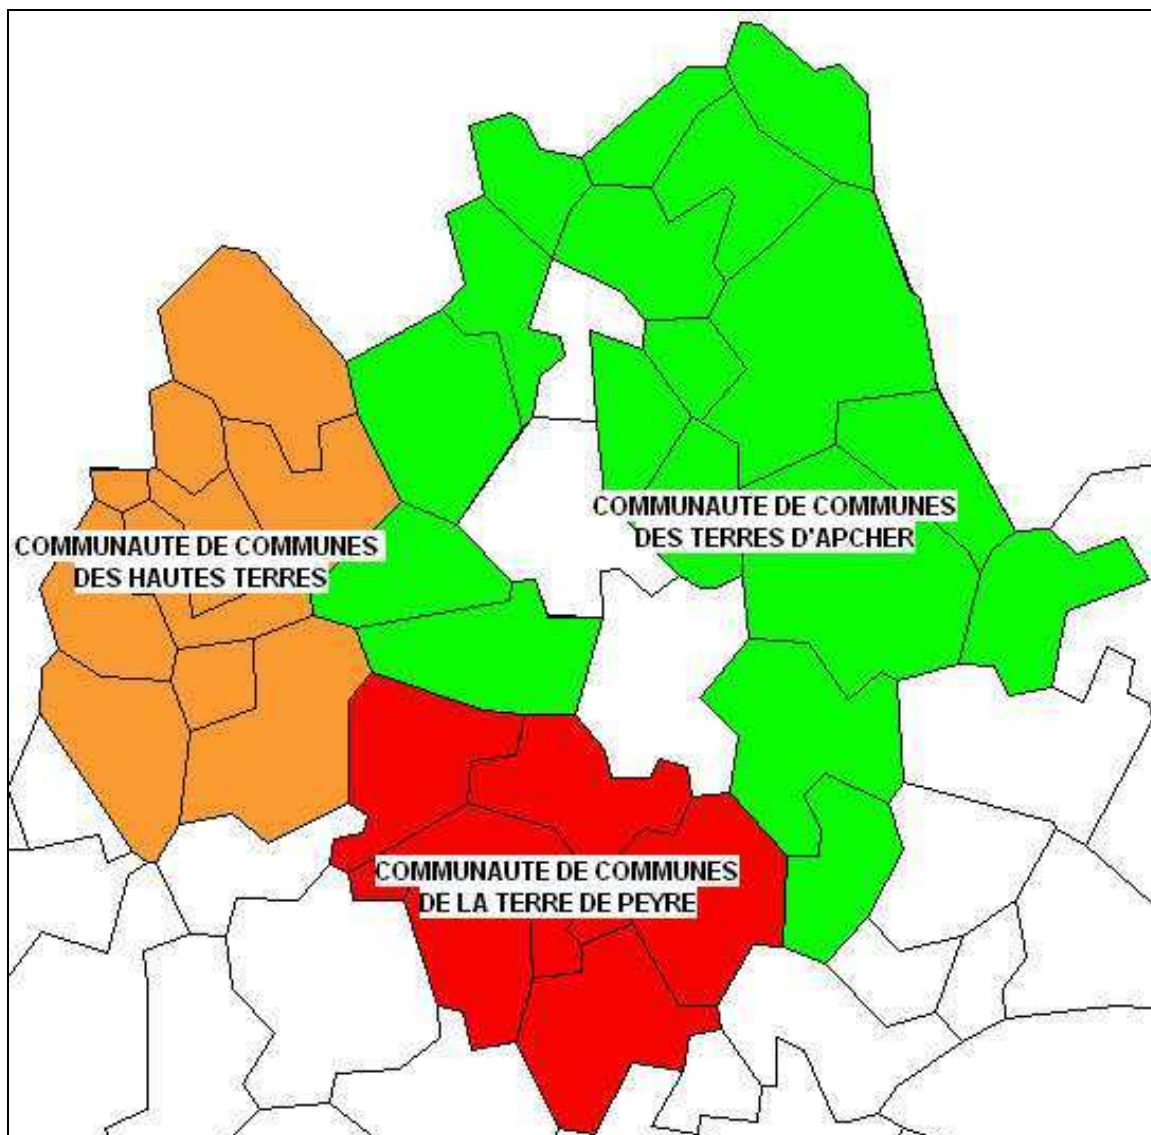 COMMUNAUTE DE COMMUNES
DES HAUTES TERRES
COMMUNAUTE DE COMMUNES
DES TERRES D'APCHER
COMMUNAUTE DE COMMUNES
DE LA TERRE DE PEYRE